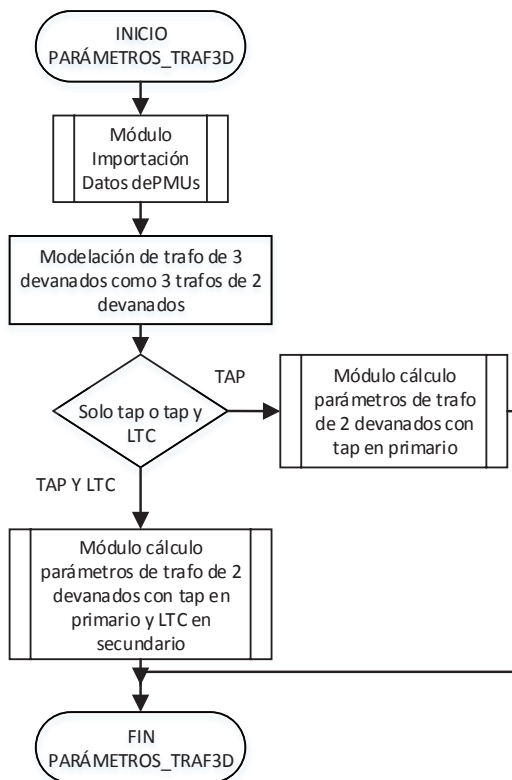 INICIO
PARÁMETROS_TRAF3D
Módulo
Importación
Datos dePMUs
Modelación de trafo de 3
devanados como 3 trafos de 2
devanados
Solo tap o tap y
LTC
TAP
Módulo cálculo
parámetros de trafo
de 2 devanados con
tap en primario
TAP Y LTC
Módulo cálculo
parámetros de trafo de 2
devanados con tap en
primario y LTC en
secundario
FIN
PARÁMETROS_TRAF3D